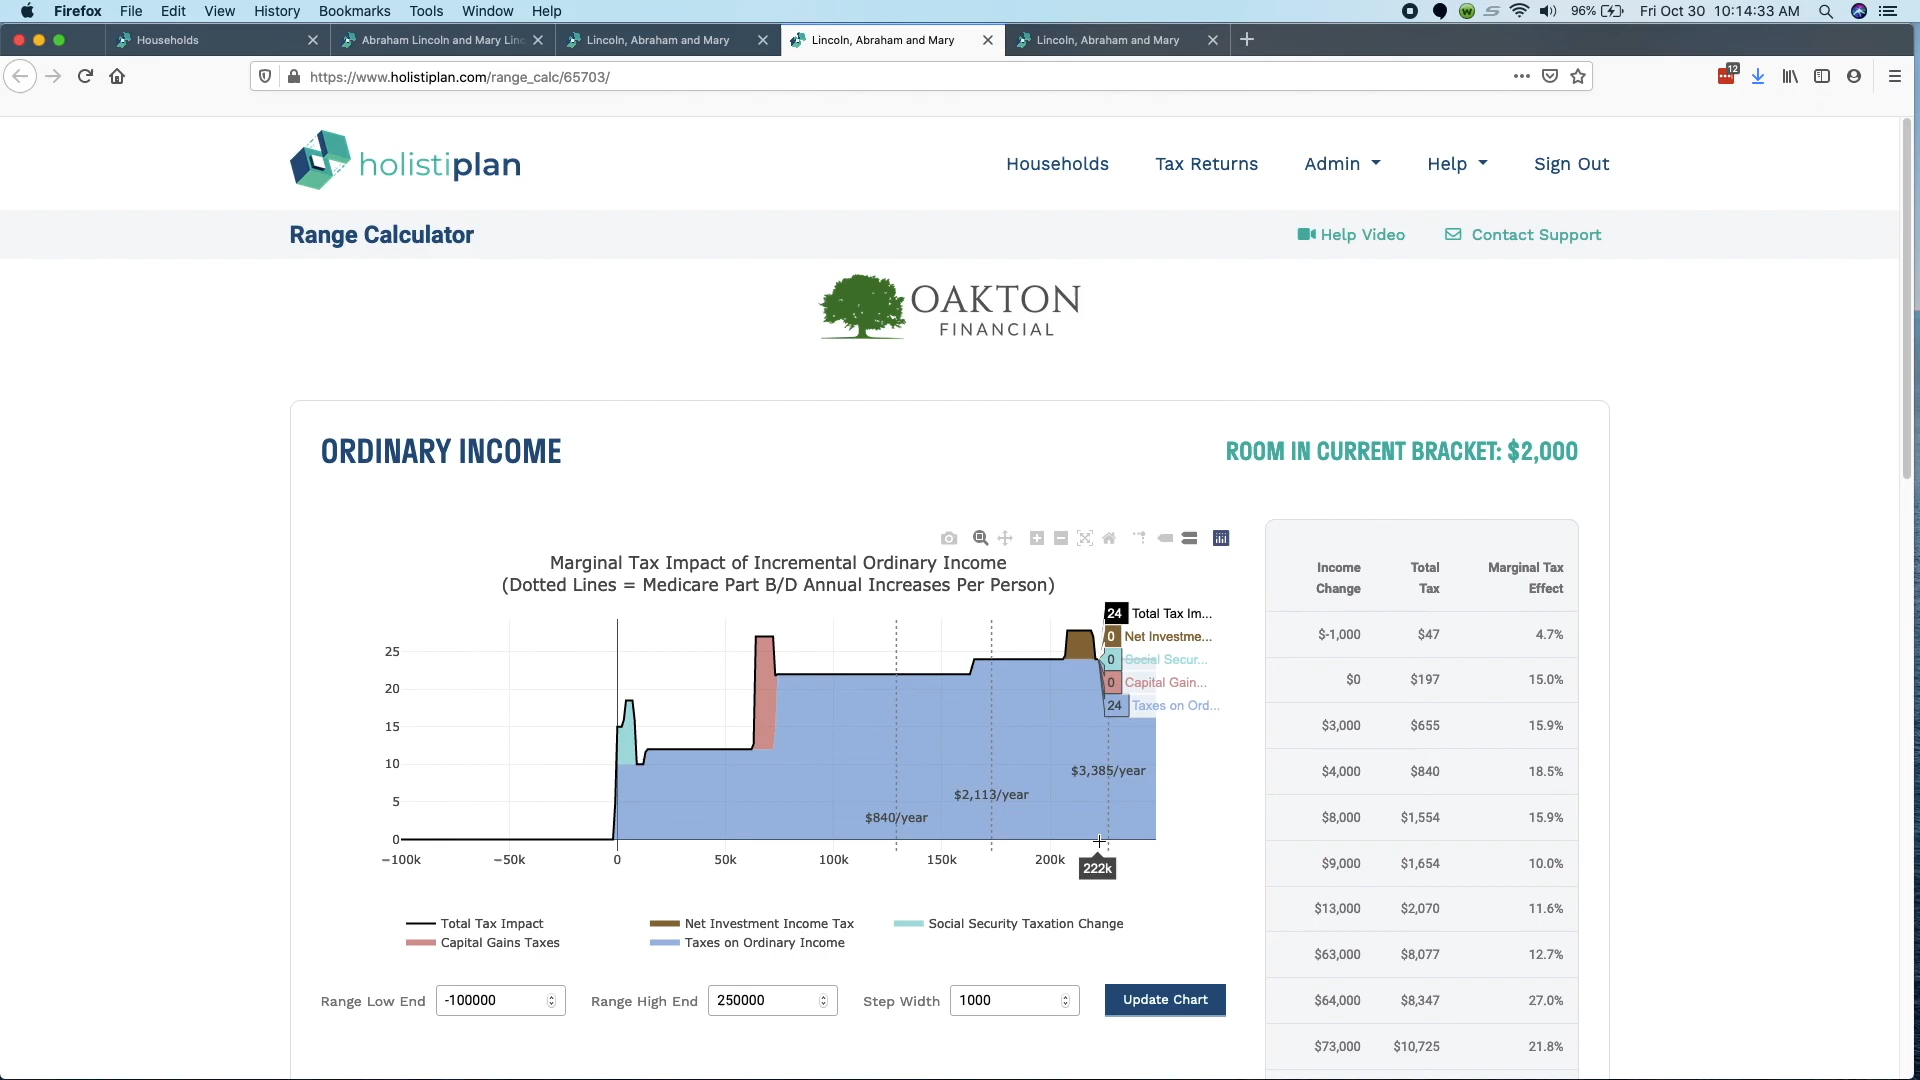 Firefox File Edit View History Bookmarks Tools Window Help 96% Fri Oct 30 10:14:33 AM
Households Abraham Lincoln and Mary Linc Lincoln, Abraham and Mary Lincoln, Abraham and Mary Lincoln, Abraham and Mary
https://www.holistiplan.com/range_calc/65703/ 12
holistiplan Households Tax Returns Admin Help Sign Out
Range Calculator Help Video Contact Support
OAKTON
FINANCIAL
ORDINARY INCOME ROOM IN CURRENT BRACKET: $2,000
Marginal Tax Impact of Incremental Ordinary Income
(Dotted Lines = Medicare Part B/D Annual Increases Per Person)
24 Total Tax Im...
0 Net Investme...
0 Social Secur...
0 Capital Gain...
24 Taxes on Ord...
25
20
15
10
5
0
$3,385/year
$2,113/year
$840/year
−100k −50k 0 50k 100k 150k 200k
222k
Total Tax Impact Net Investment Income Tax Social Security Taxation Change
Capital Gains Taxes Taxes on Ordinary Income
Range Low End -100000 Range High End 250000 Step Width 1000 Update Chart
Income Change Total Tax Marginal Tax Effect
$-1,000 $47 4.7%
$0 $197 15.0%
$3,000 $655 15.9%
$4,000 $840 18.5%
$8,000 $1,554 15.9%
$9,000 $1,654 10.0%
$13,000 $2,070 11.6%
$63,000 $8,077 12.7%
$64,000 $8,347 27.0%
$73,000 $10,725 21.8%